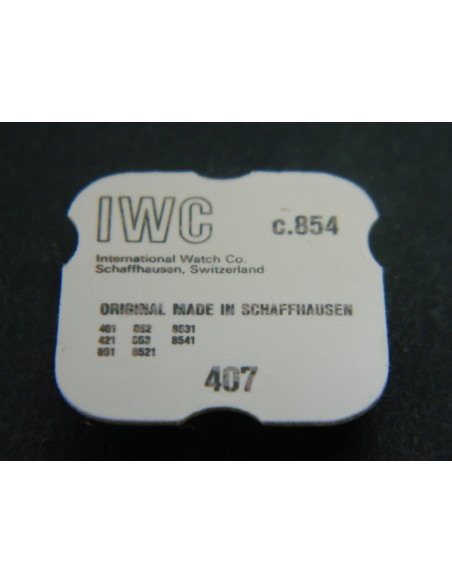 IWC c.854
International Watch Co.
Schaffhausen, Switzerland
ORIGINAL MADE IN SCHAFFHAUSEN
401 852 8531
421 853 8541
851 8521
407